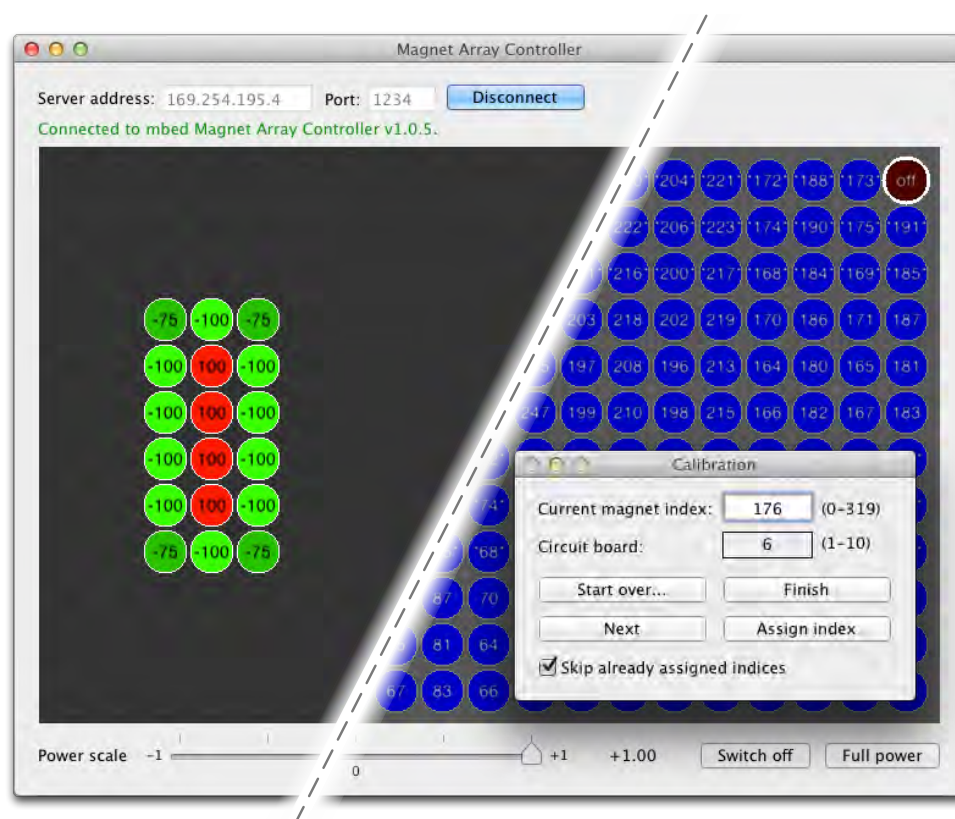 Magnet Array Controller
Server address: 169.254.195.4 Port: 1234 Disconnect
Connected to mbed Magnet Array Controller v1.0.5.
204 221 172 188 173 off
222 206 223 174 190 175 191
216 200 217 168 184 169 185
-75 -100 -75 203 218 202 219 170 186 171 187
-100 100 -100 197 208 196 213 164 180 165 181
-100 100 -100 247 199 210 198 215 166 182 167 183
-100 100 -100
Calibration
-100 100 -100
Current magnet index: 176 (0-319)
-75 -100 -75 68
Circuit board: 6 (1-10)
87 70
Start over... Finish
81 64
Next Assign index
Skip already assigned indices
67 83 66
Power scale -1 0 +1 +1.00 Switch off Full power